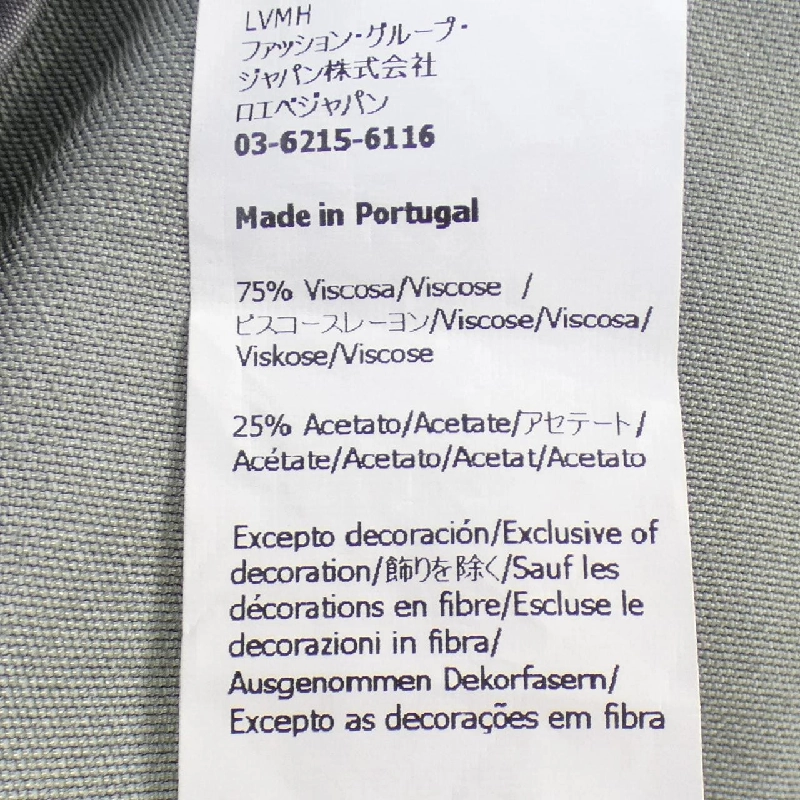 LVMH
ファッション・グループ・
ジャパン株式会社
ロエベジャパン
03-6215-6116
Made in Portugal
75% Viscosa/Viscose /
ビスコースレーヨン/Viscose/Viscosa/
Viskose/Viscose
25% Acetato/Acetate/アセテート/
Acétate/Acetato/Acetat/Acetato
Excepto decoración/Exclusive of
decoration/飾りを除く/Sauf les
décorations en fibre/Escluse le
decorazioni in fibra/
Ausgenommen Dekorfasern/
Excepto as decorações em fibra